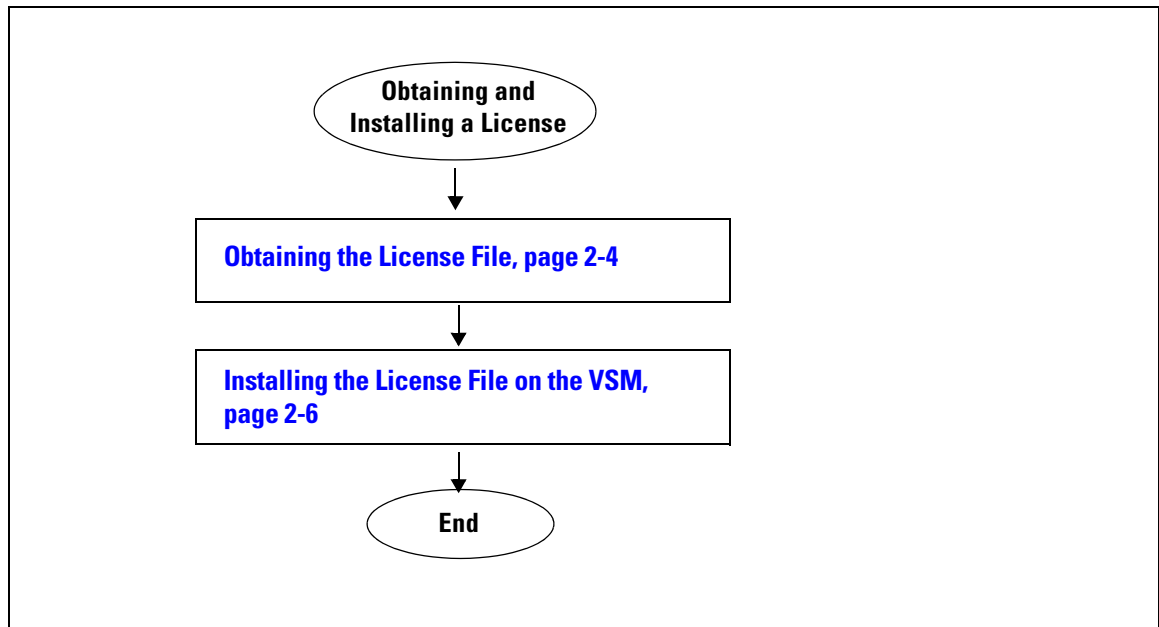 Obtaining and
Installing a License
Obtaining the License File, page 2-4
Installing the License File on the VSM,
page 2-6
End